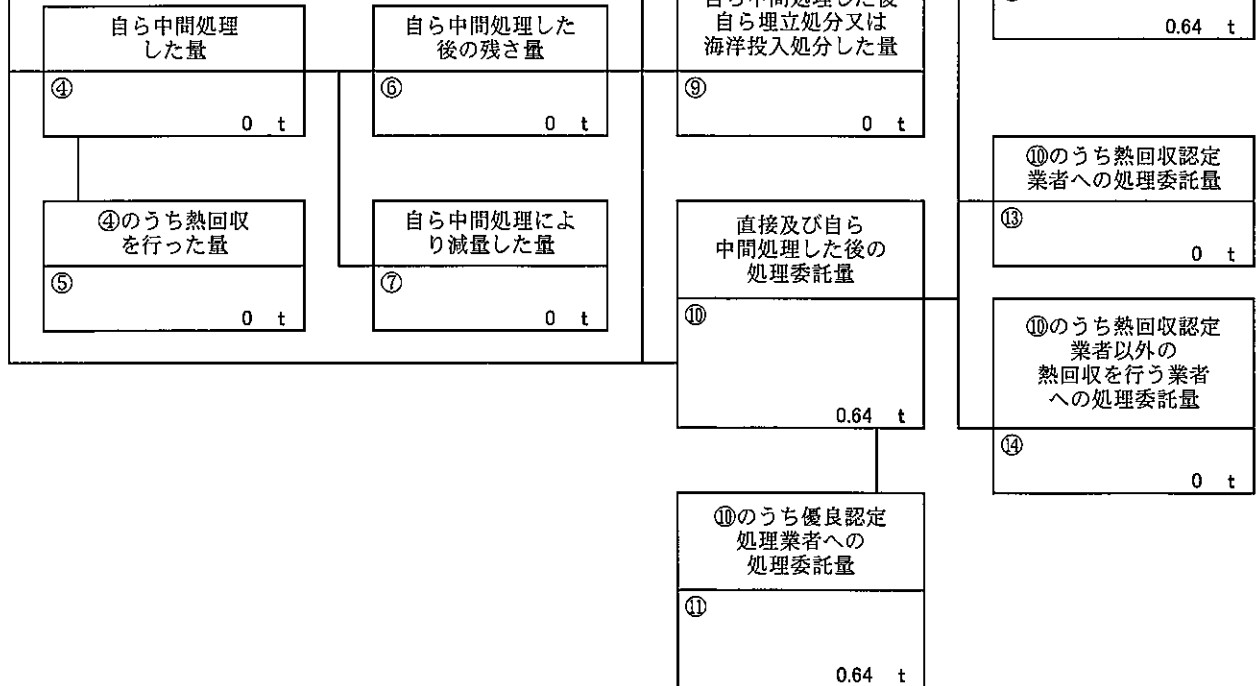 自ら中間処理
した量
④
0 t
自ら中間処理した
後の残さ量
⑥
0 t
自ら中間処理した後
自ら埋立処分又は
海洋投入処分した量
⑨
0 t
0.64 t
④のうち熱回収
を行った量
⑤
0 t
自ら中間処理によ
り減量した量
⑦
0 t
直接及び自ら
中間処理した後の
処理委託量
⑩
0.64 t
⑩のうち熱回収認定
業者への処理委託量
⑬
0 t
⑩のうち熱回収認定
業者以外の
熱回収を行う業者
への処理委託量
⑭
0 t
⑩のうち優良認定
処理業者への
処理委託量
⑪
0.64 t